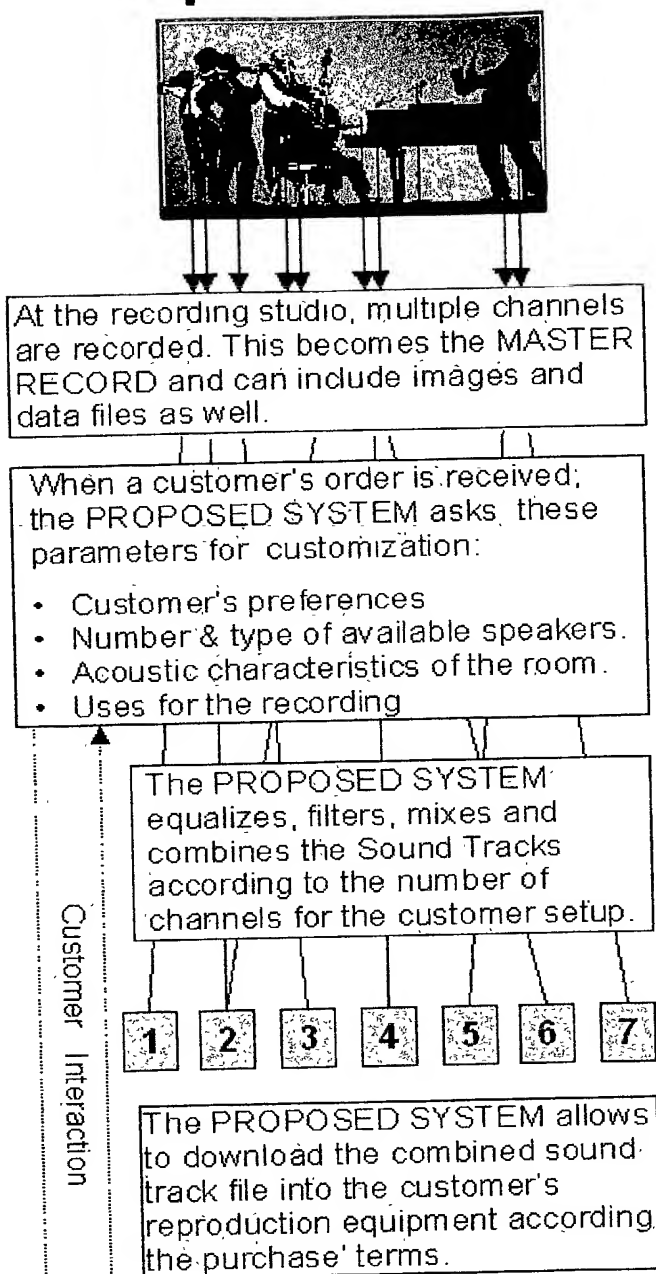 At the recording studio, multiple channels
are recorded. This becomes the MASTER
RECORD and can include images and
data files as well.
When a customer's order is received,
the PROPOSED SYSTEM asks these
parameters for customization:
• Customer's preferences
• Number & type of available speakers.
• Acoustic characteristics of the room.
• Uses for the recording
The PROPOSED SYSTEM
equalizes, filters, mixes and
combines the Sound Tracks
according to the number of
channels for the customer setup.
Customer Interaction
1 2 3 4 5 6 7
The PROPOSED SYSTEM allows
to download the combined sound
track file into the customer's
reproduction equipment according
the purchase' terms.